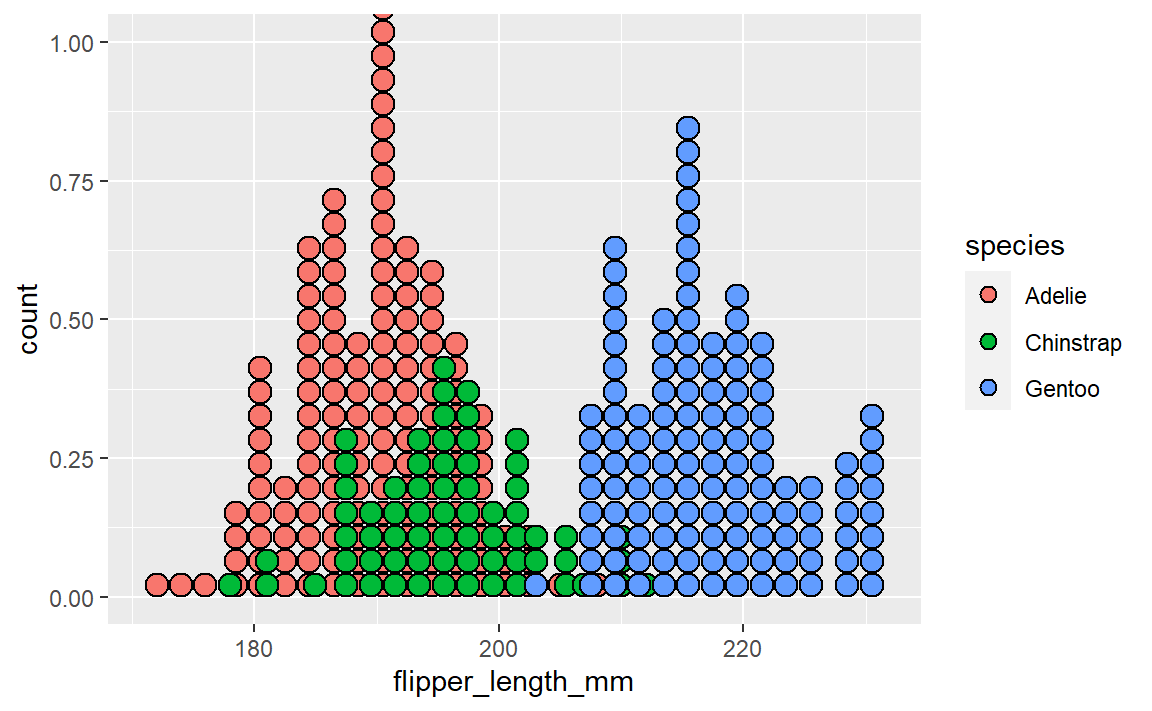 1.00
0.75
0.50
0.25
0.00
count
180 200 220
flipper_length_mm
species
Adelie
Chinstrap
Gentoo